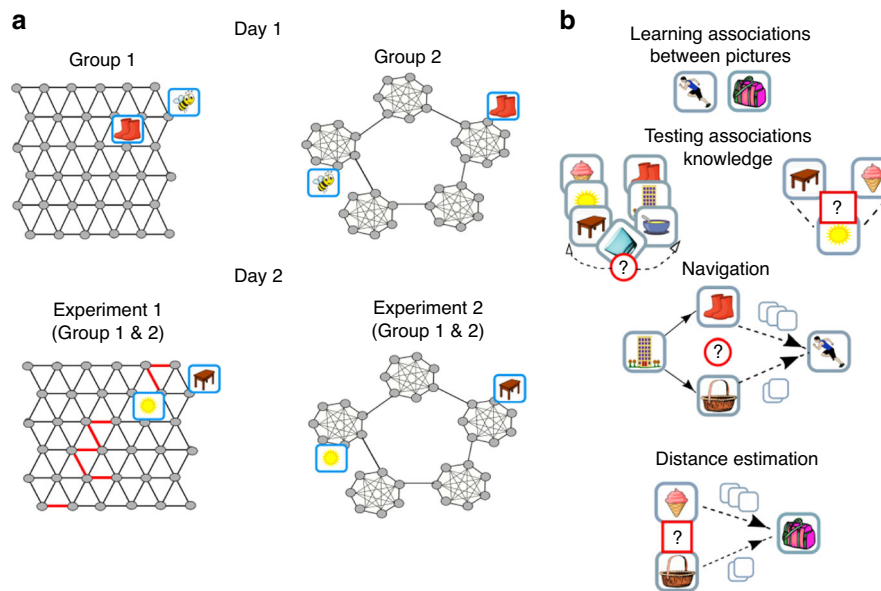 a
Day 1
Group 1
Group 2
Day 2
Experiment 1
(Group 1 & 2)
Experiment 2
(Group 1 & 2)
b
Learning associations
between pictures
Testing associations
knowledge
?
?
Navigation
?
Distance estimation
?